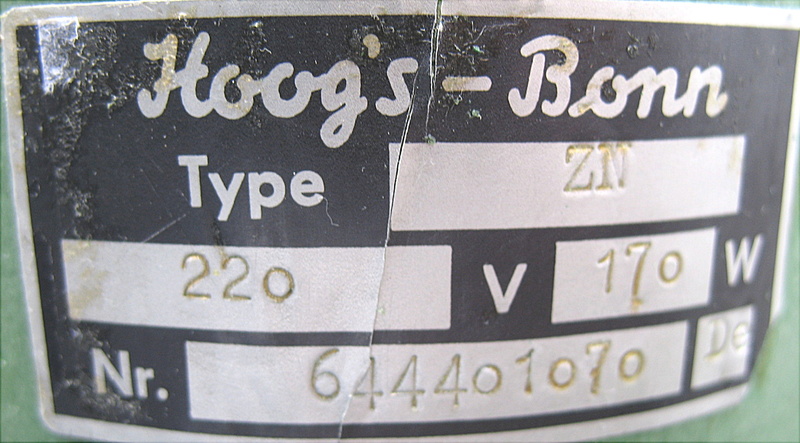 Hoog's – Bonn
Type ZN
220 V 170 W
Nr. 644401070 De